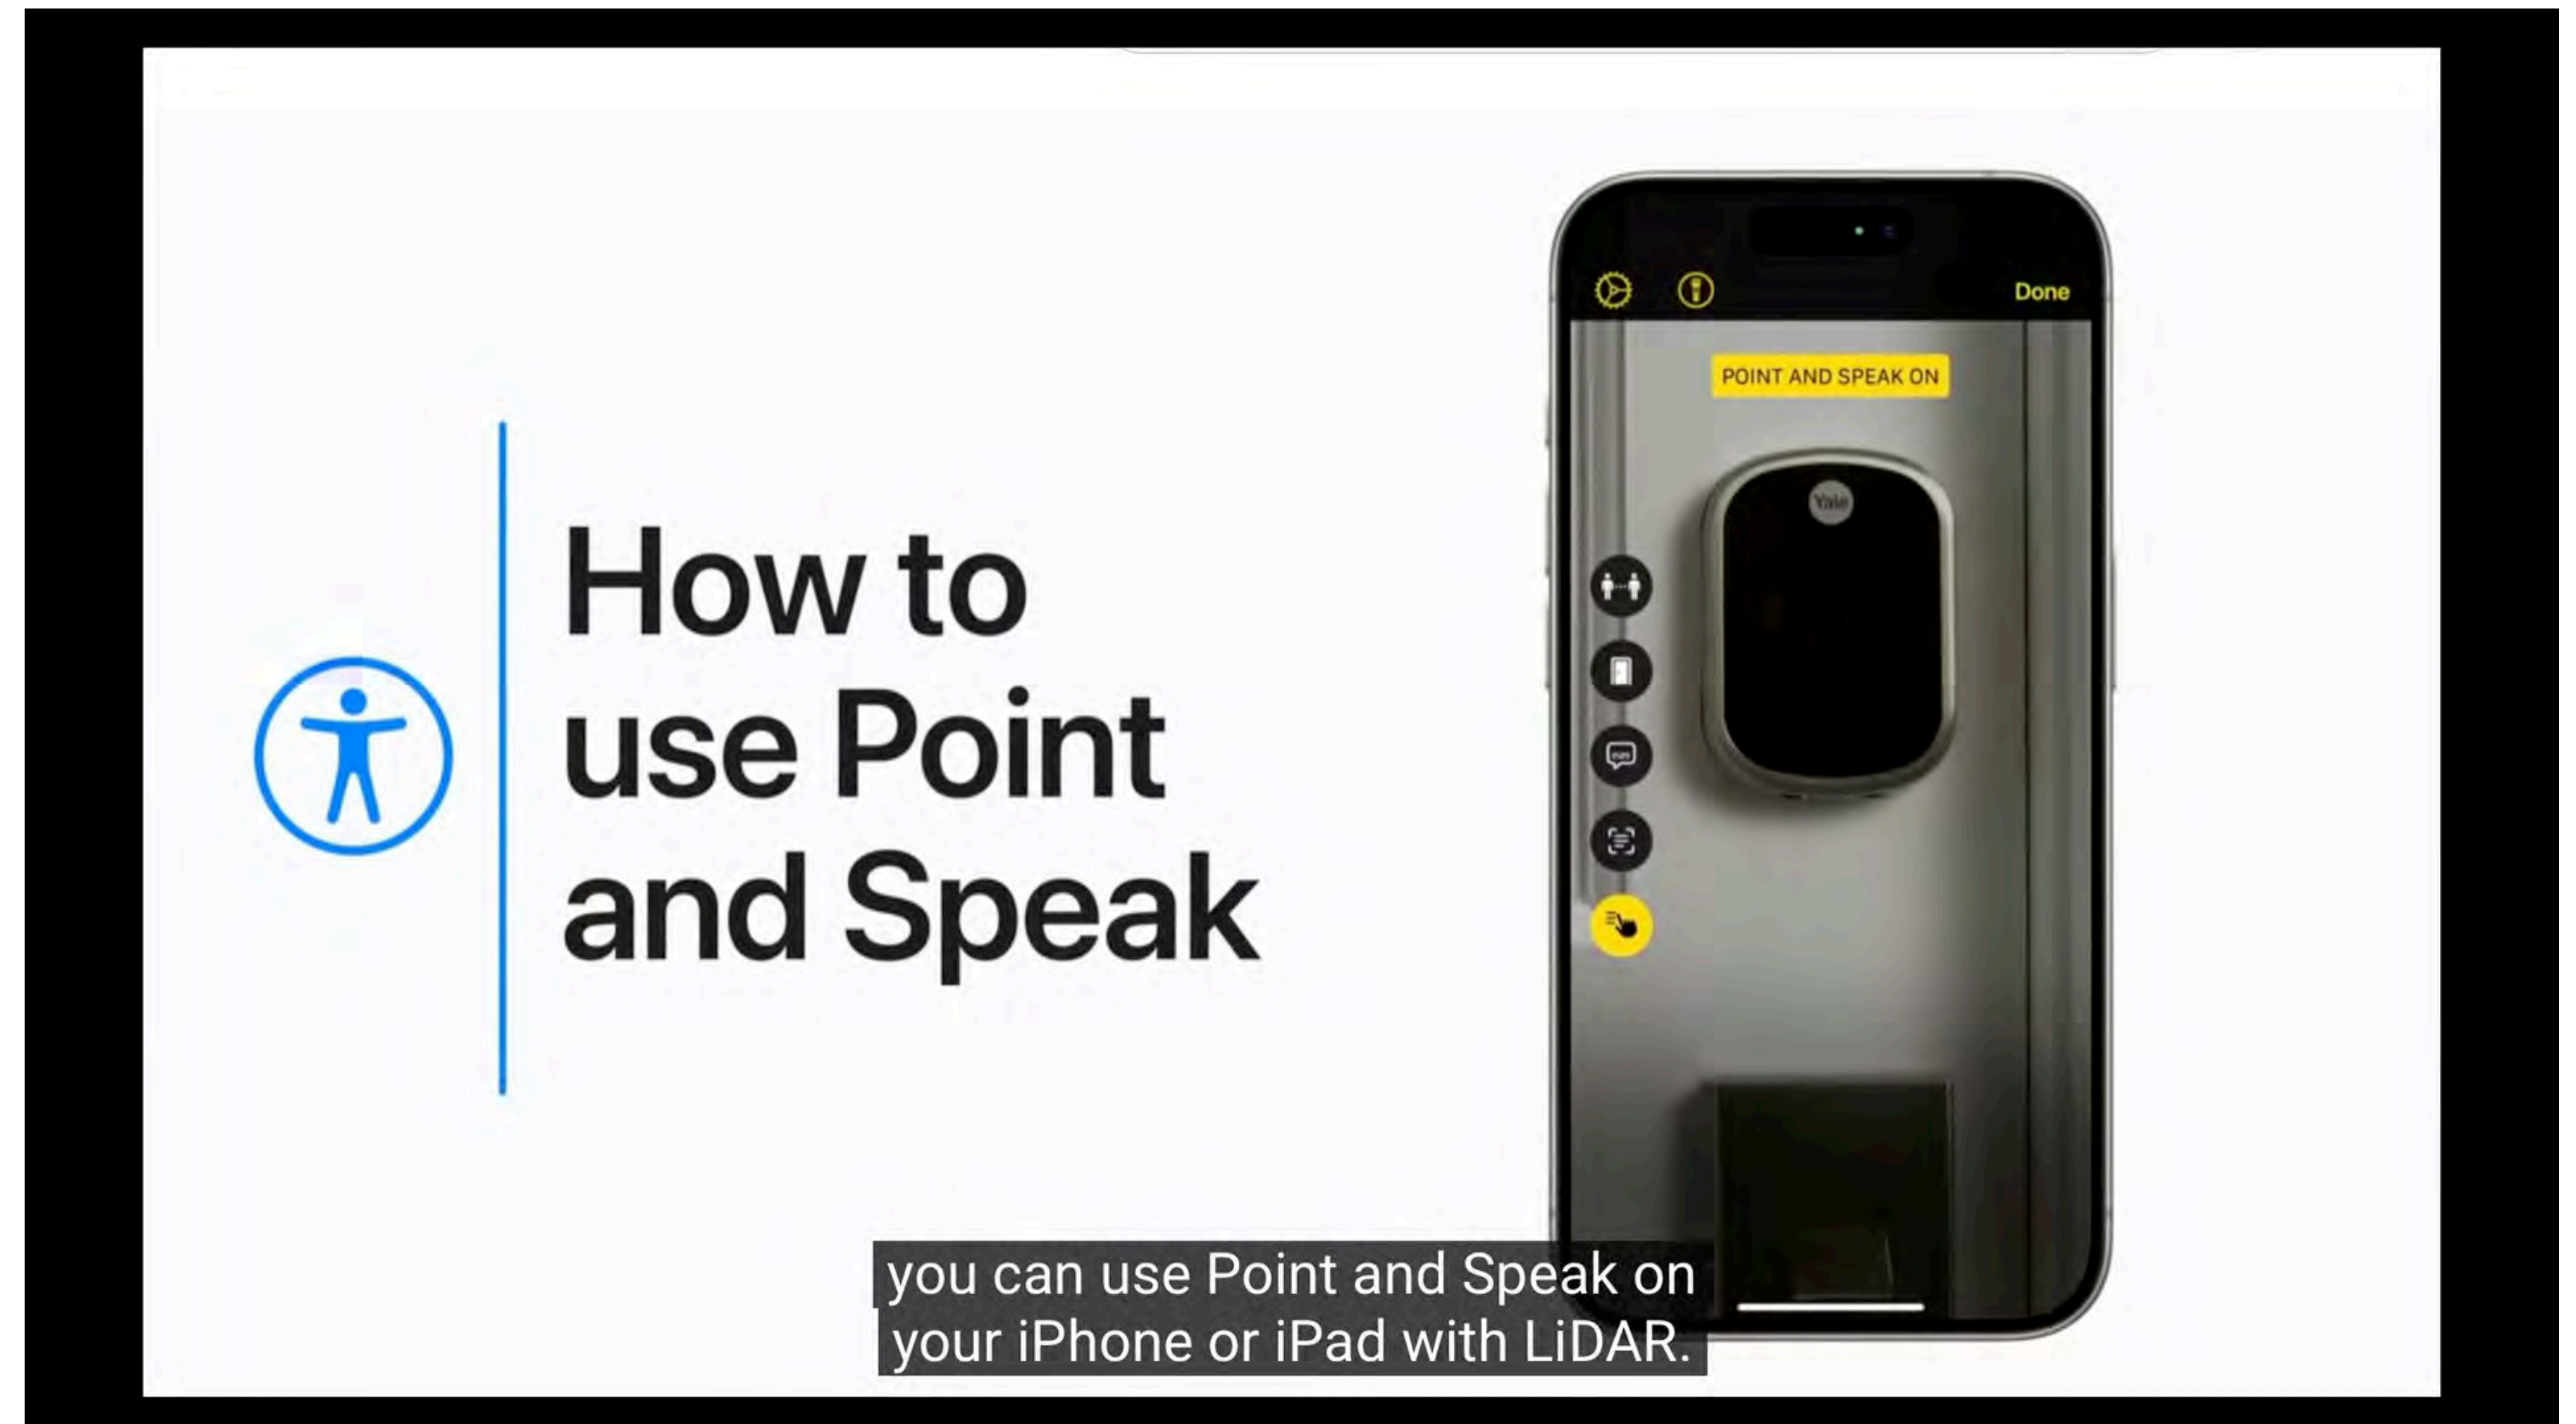 How to
use Point
and Speak
Done
POINT AND SPEAK ON
Yale
you can use Point and Speak on
your iPhone or iPad with LiDAR.